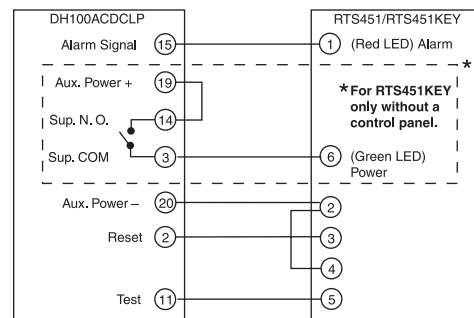 DH100ACDCLP RTS451/RTS451KEY
Alarm Signal 15 1 (Red LED) Alarm
*
Aux. Power + 19
* For RTS451KEY
only without a
control panel.
Sup. N. O. 14
Sup. COM 3 6 (Green LED)
Power
Aux. Power – 20 2
Reset 2 3
4
Test 11 5